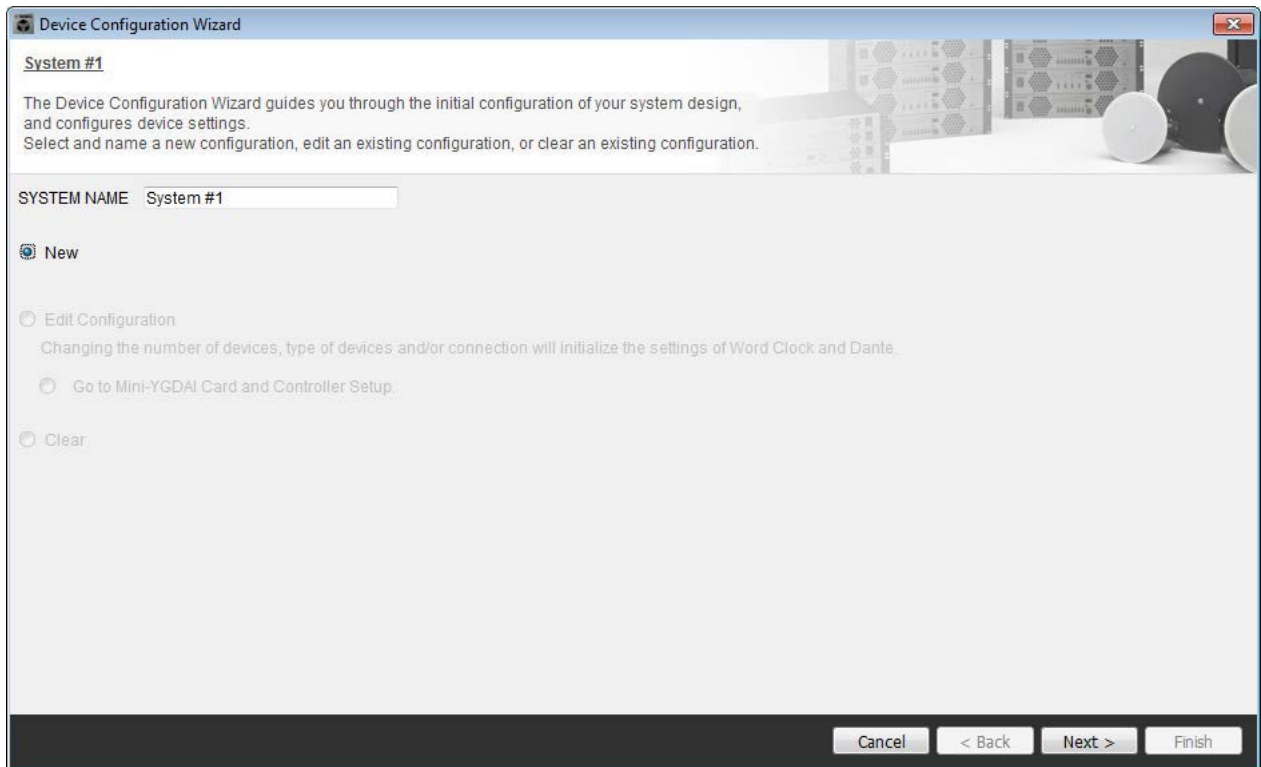 Device Configuration Wizard
System #1
The Device Configuration Wizard guides you through the initial configuration of your system design,
and configures device settings.
Select and name a new configuration, edit an existing configuration, or clear an existing configuration.
SYSTEM NAME System #1
New
Edit Configuration
Changing the number of devices, type of devices and/or connection will initialize the settings of Word Clock and Dante.
Go to Mini-YGDAI Card and Controller Setup.
Clear
Cancel < Back Next > Finish